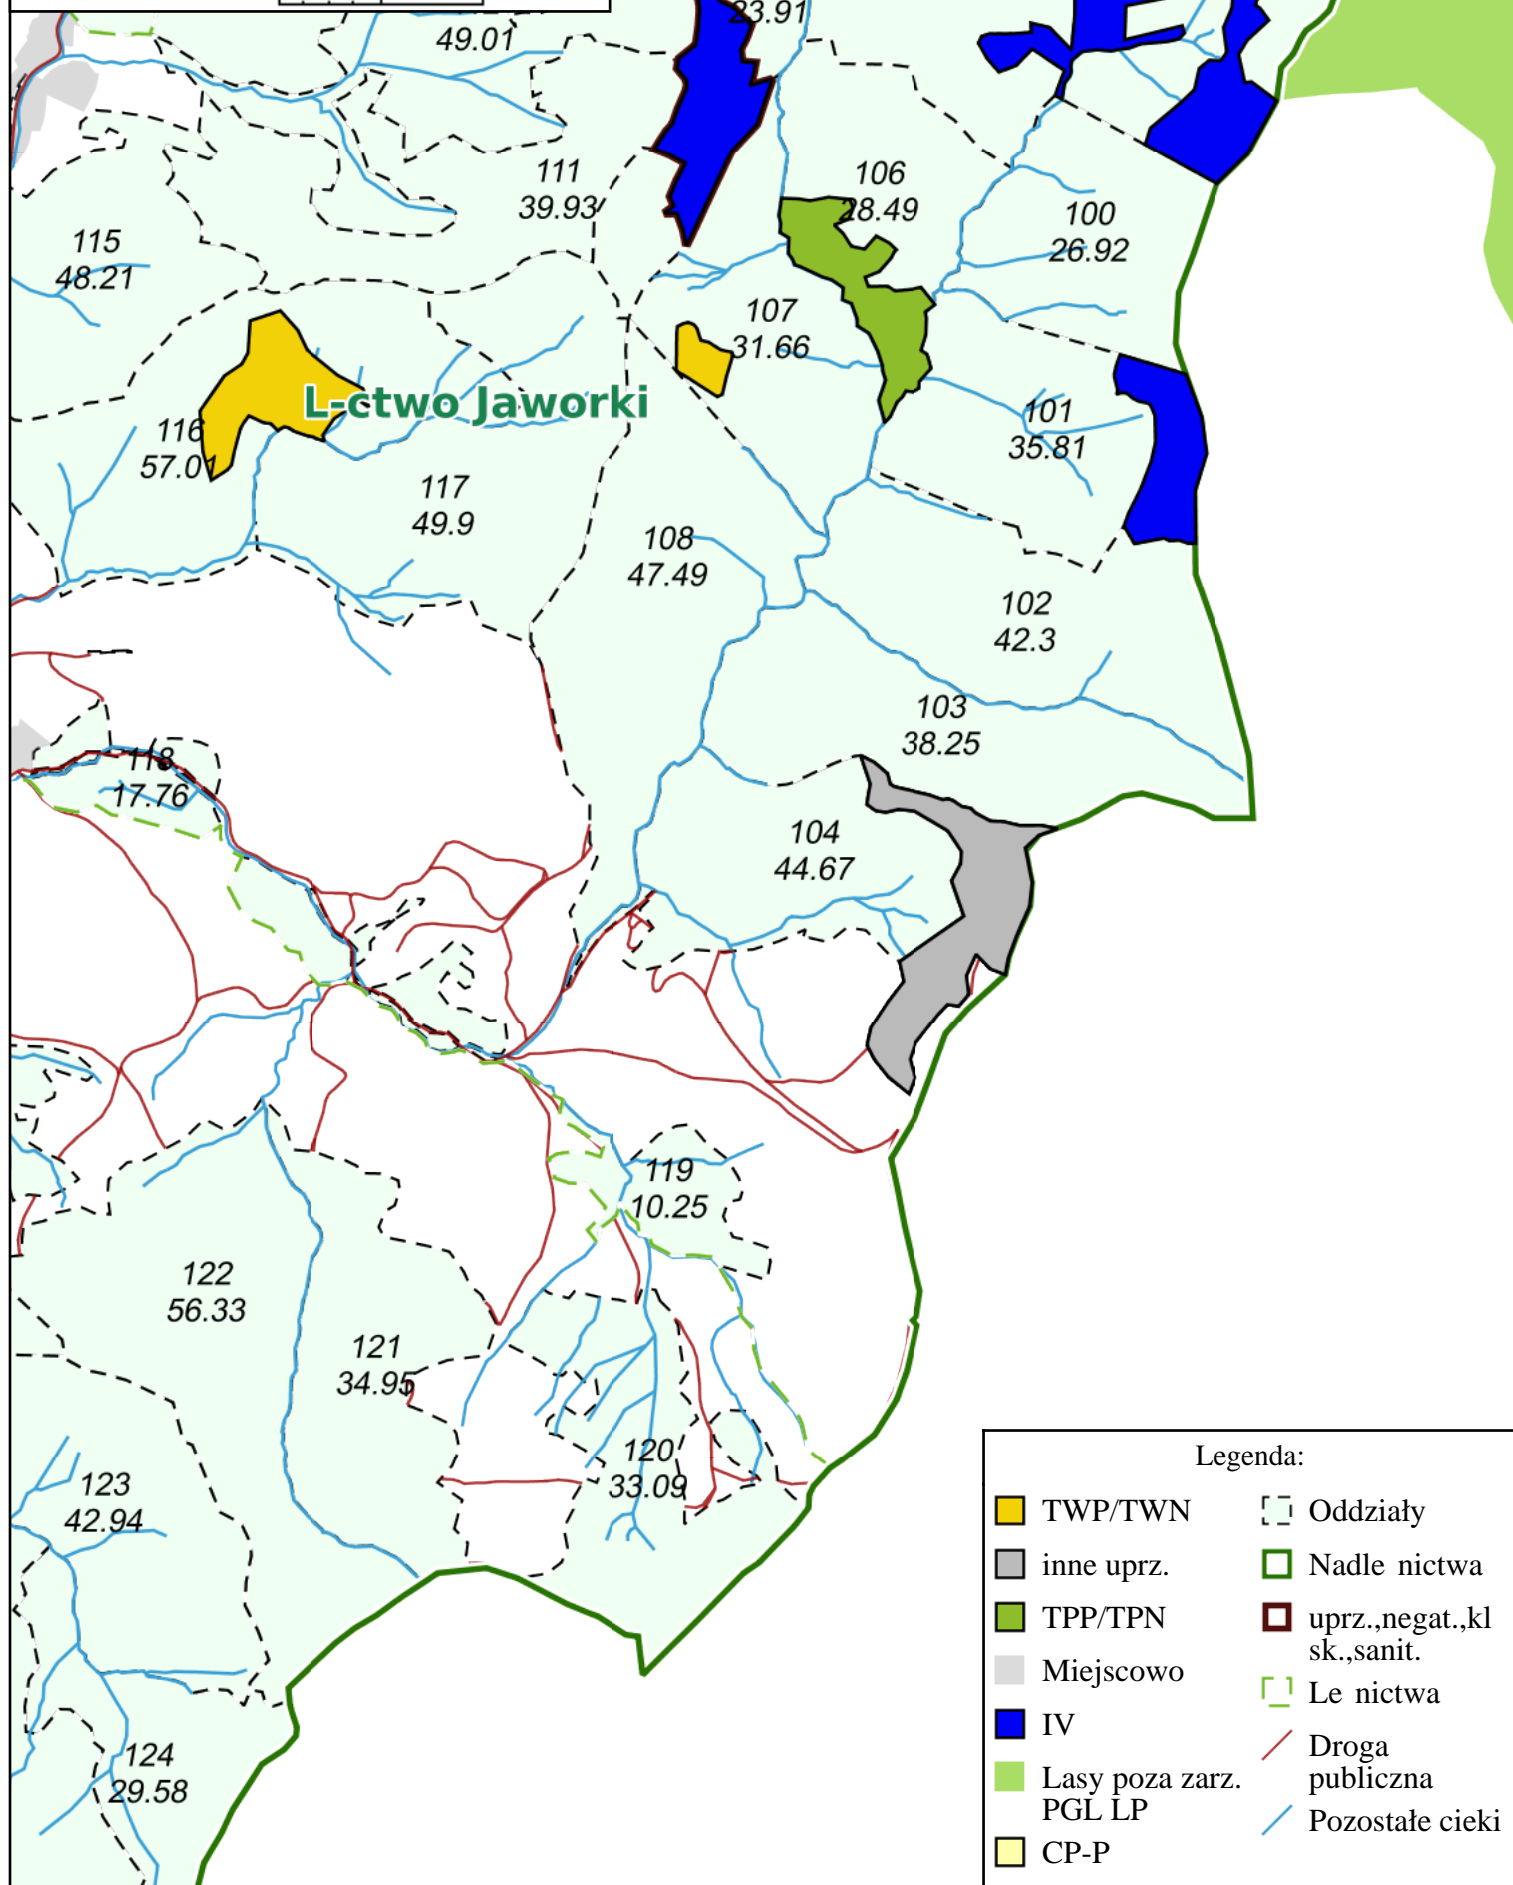 23.91
49.01
111
39.93
106
28.49
100
26.92
115
48.21
107
31.66
L-ctwo Jaworki
101
35.81
116
57.01
117
49.9
108
47.49
102
42.3
103
38.25
118
17.76
104
44.67
119
10.25
122
56.33
121
34.95
120
33.09
123
42.94
124
29.58
Legenda:
TWP/TWN
inne uprz.
TPP/TPN
Miejscowo
IV
Lasy poza zarz.
PGL LP
CP-P
Oddziały
Nadle nictwa
uprz.,negat.,kl
sk.,sanit.
Le nictwa
Droga
publiczna
Pozostałe cieki